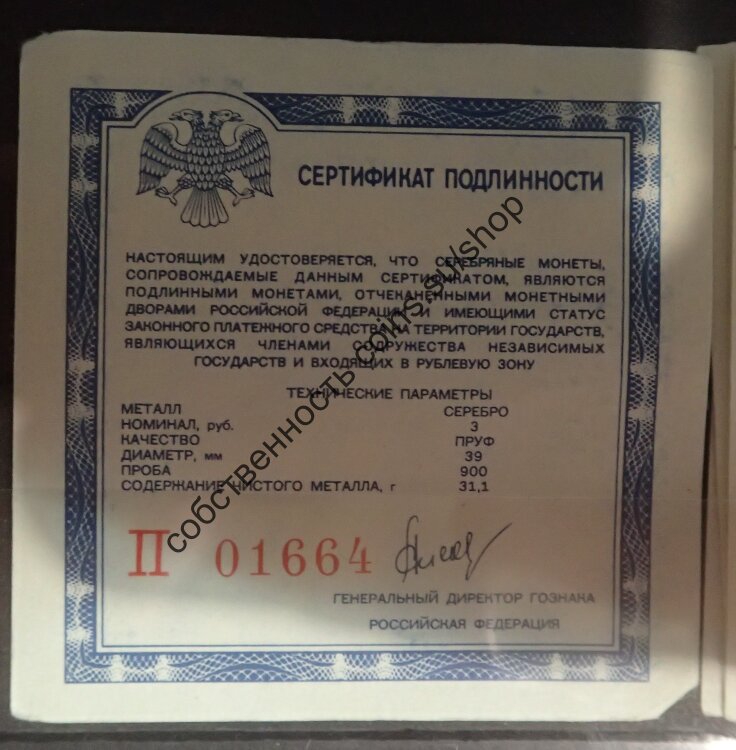 СЕРТИФИКАТ ПОДЛИННОСТИ
НАСТОЯЩИМ УДОСТОВЕРЯЕТСЯ, ЧТО СЕРЕБРЯНЫЕ МОНЕТЫ,
СОПРОВОЖДАЕМЫЕ ДАННЫМ СЕРТИФИКАТОМ, ЯВЛЯЮТСЯ
ПОДЛИННЫМИ МОНЕТАМИ, ОТЧЕКАНЕННЫМИ МОНЕТНЫМИ
ДВОРАМИ РОССИЙСКОЙ ФЕДЕРАЦИИ И ИМЕЮЩИМИ СТАТУС
ЗАКОННОГО ПЛАТЕЖНОГО СРЕДСТВА НА ТЕРРИТОРИИ ГОСУДАРСТВ,
ЯВЛЯЮЩИХСЯ ЧЛЕНАМИ СОДРУЖЕСТВА НЕЗАВИСИМЫХ
ГОСУДАРСТВ И ВХОДЯЩИХ В РУБЛЕВУЮ ЗОНУ
ТЕХНИЧЕСКИЕ ПАРАМЕТРЫ
МЕТАЛЛ СЕРЕБРО
НОМИНАЛ, руб. 3
КАЧЕСТВО ПРУФ
ДИАМЕТР, мм 39
ПРОБА 900
СОДЕРЖАНИЕ ЧИСТОГО МЕТАЛЛА, г 31,1
П 01664
ГЕНЕРАЛЬНЫЙ ДИРЕКТОР ГОЗНАКА
РОССИЙСКАЯ ФЕДЕРАЦИЯ
собственность coins.su/shop